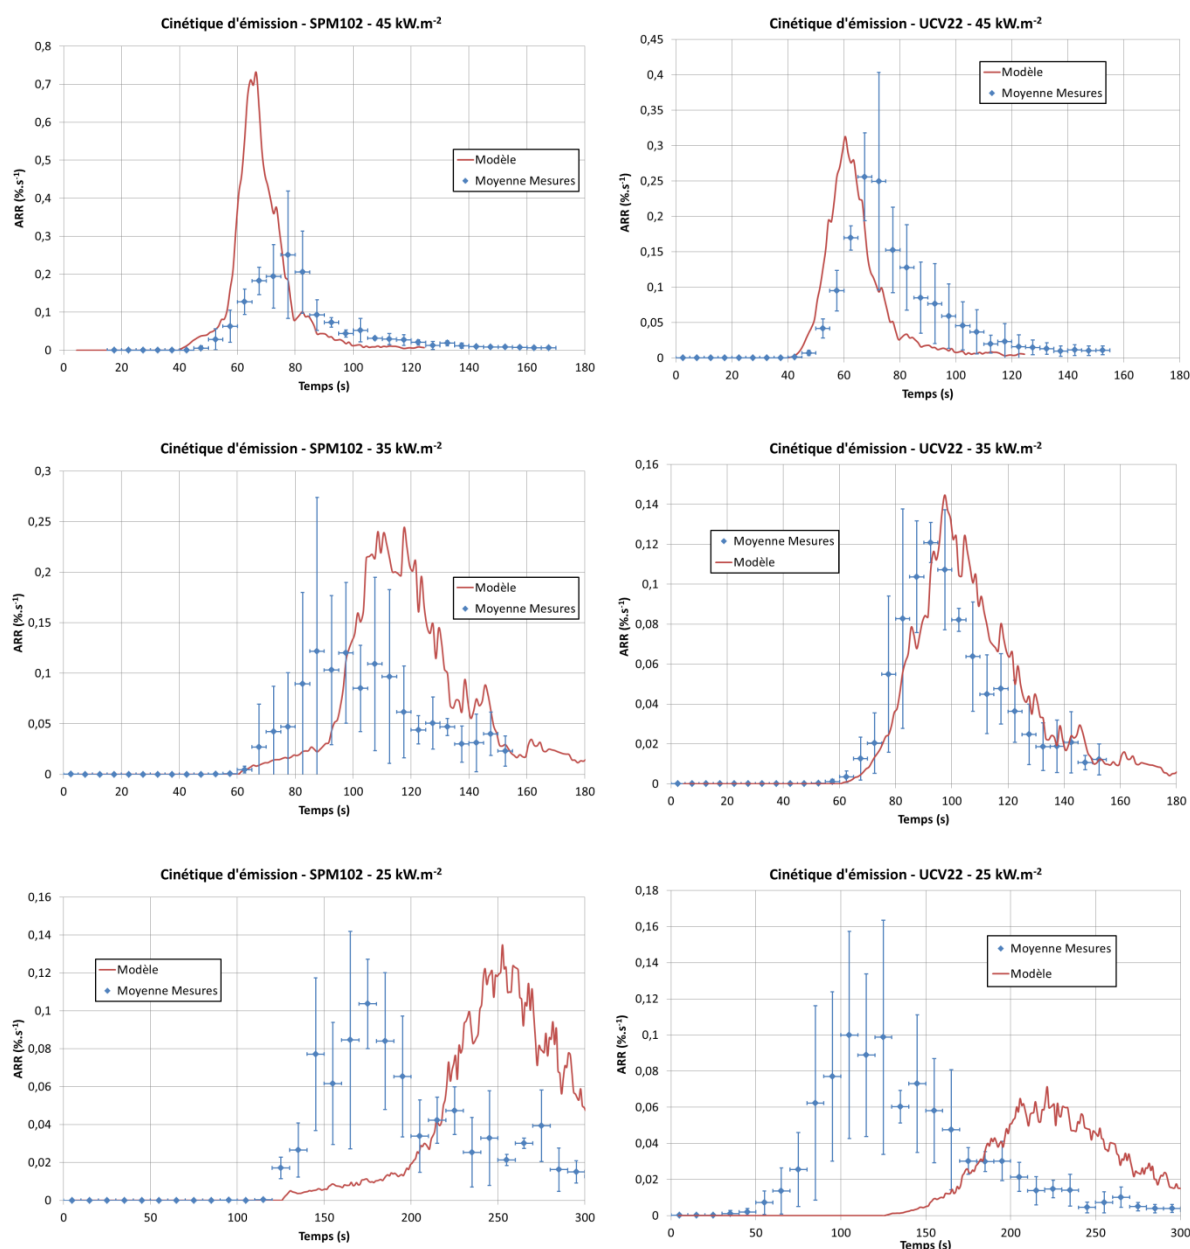 Cinétique d'émission - SPM102 - 45 kW.m⁻²
0,8
0,7
0,6
0,5
0,4
0,3
0,2
0,1
0
ARR (%.s⁻¹)
Modèle
Moyenne Mesures
0 20 40 60 80 100 120 140 160 180
Temps (s)
Cinétique d'émission - UCV22 - 45 kW.m⁻²
0,45
0,4
0,35
0,3
0,25
0,2
0,15
0,1
0,05
0
ARR (%.s⁻¹)
Modèle
Moyenne Mesures
0 20 40 60 80 100 120 140 160 180
Temps (s)
Cinétique d'émission - SPM102 - 35 kW.m⁻²
0,3
0,25
0,2
0,15
0,1
0,05
0
ARR (%.s⁻¹)
Modèle
Moyenne Mesures
0 20 40 60 80 100 120 140 160 180
Temps (s)
Cinétique d'émission - UCV22 - 35 kW.m⁻²
0,16
0,14
0,12
0,1
0,08
0,06
0,04
0,02
0
ARR (%.s⁻¹)
Moyenne Mesures
Modèle
0 20 40 60 80 100 120 140 160 180
Temps (s)
Cinétique d'émission - SPM102 - 25 kW.m⁻²
0,16
0,14
0,12
0,1
0,08
0,06
0,04
0,02
0
ARR (%.s⁻¹)
Modèle
Moyenne Mesures
0 50 100 150 200 250 300
Temps (s)
Cinétique d'émission - UCV22 - 25 kW.m⁻²
0,18
0,16
0,14
0,12
0,1
0,08
0,06
0,04
0,02
0
ARR (%.s⁻¹)
Moyenne Mesures
Modèle
0 50 100 150 200 250 300
Temps (s)